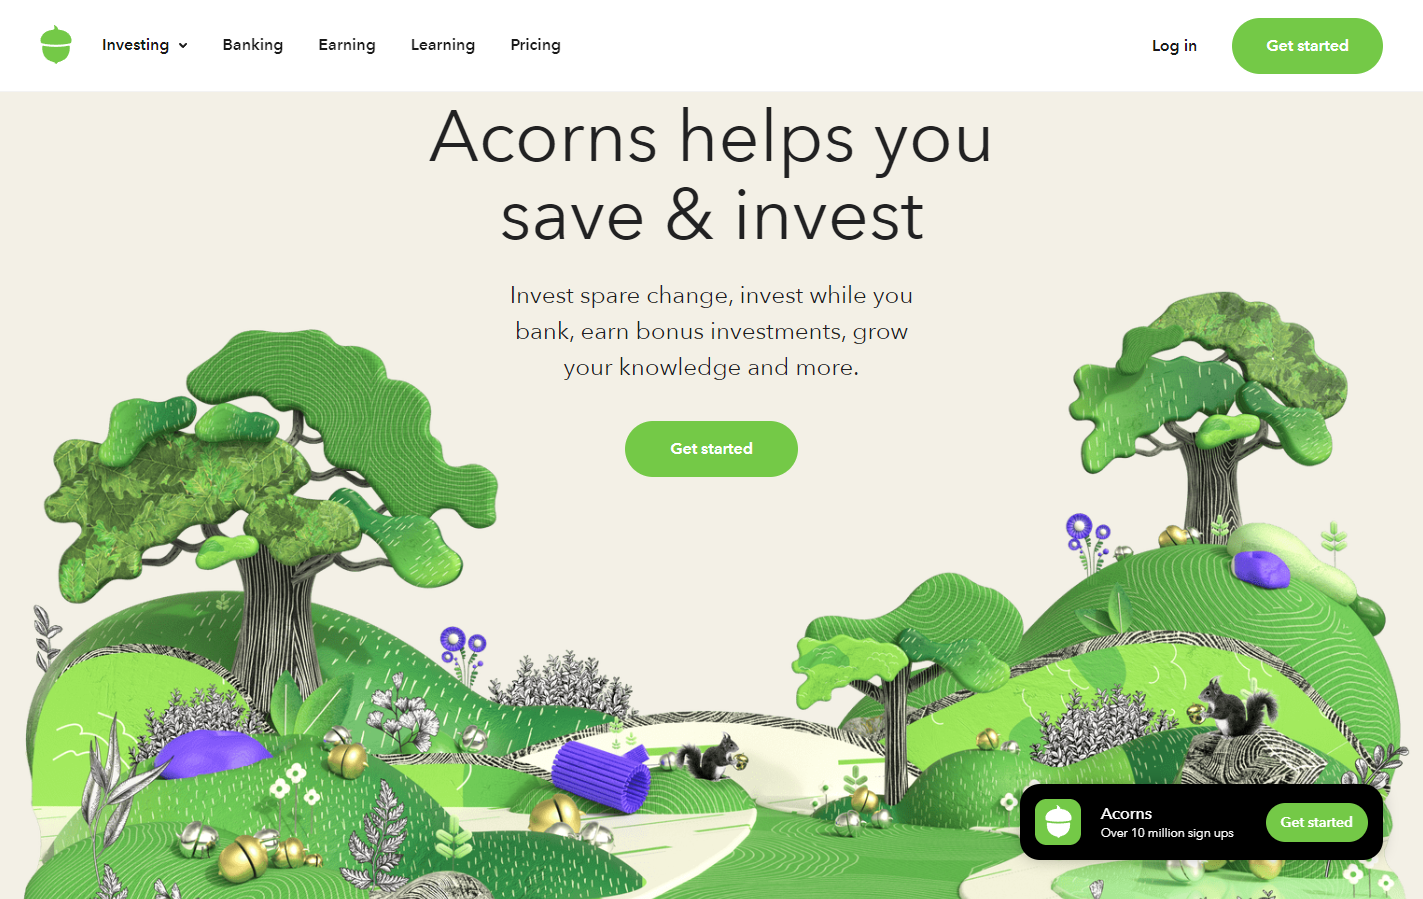 Investing
Banking
Earning
Learning
Pricing
Log in
Get started
Acorns helps you
save & invest
Invest spare change, invest while you
bank, earn bonus investments, grow
your knowledge and more.
Get started
Acorns
Over 10 million sign ups
Get started